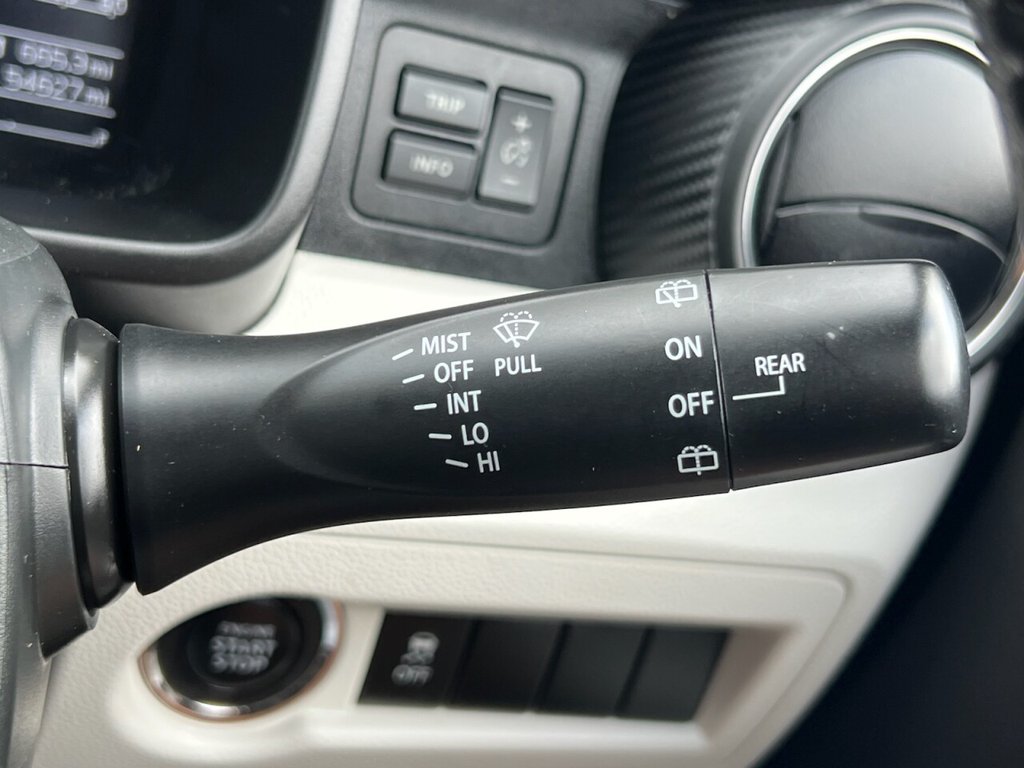 TRIP
INFO
+
-
MIST
OFF
INT
LO
HI
PULL
ON
OFF
REAR
ENGINE
START
STOP
OFF